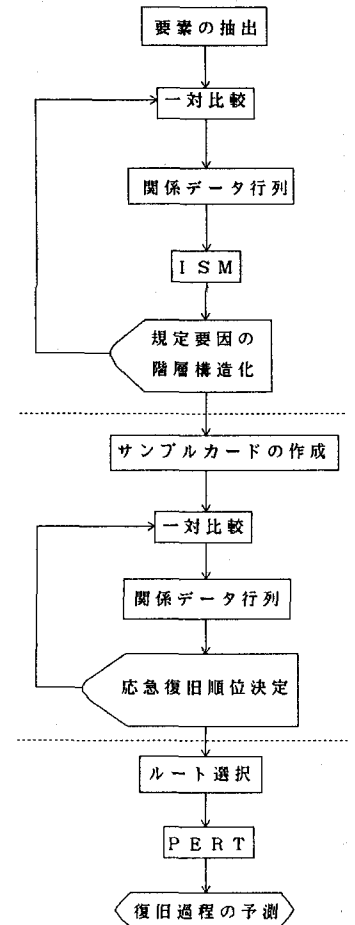 要素の抽出
一対比較
関係データ行列
ISM
規定要因の
階層構造化
サンプルカードの作成
一対比較
関係データ行列
応急復旧順位決定
ルート選択
PERT
復旧過程の予測